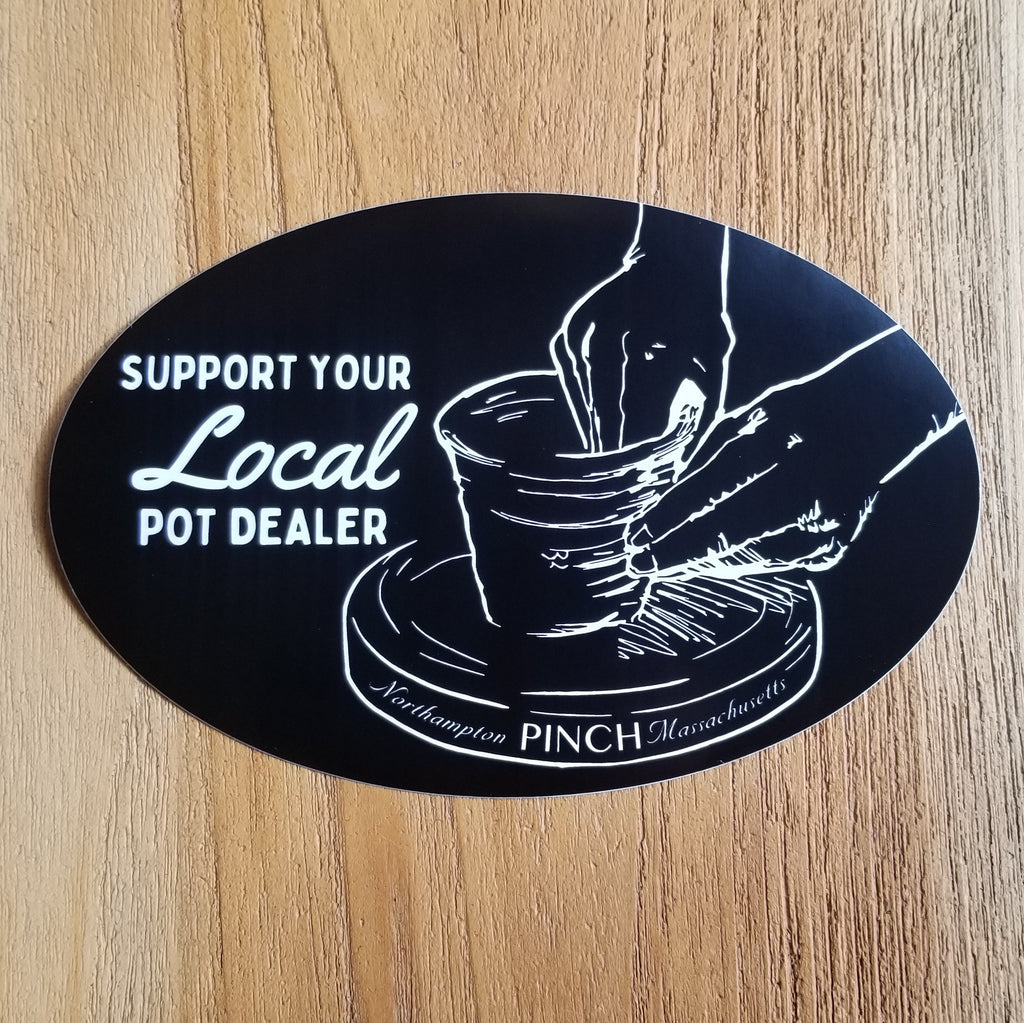 SUPPORT YOUR
Local
POT DEALER
Northampton PINCH Massachusetts